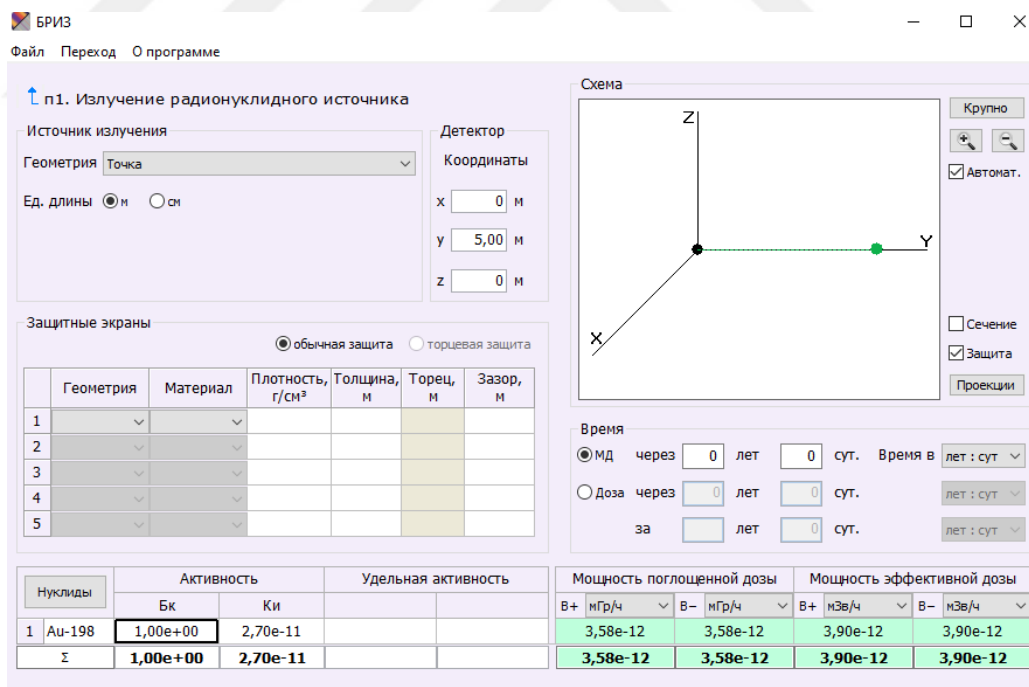 БРИЗ
Файл Переход О программе
п1. Излучение радионуклидного источника
Источник излучения
Геометрия Точка
Ед. длины м см
Детектор
Координаты
x 0 м
y 5,00 м
z 0 м
Схема
Z
Y
X
Крупно
Автомат.
Сечение
Защита
Проекции
Защитные экраны
обычная защита торцевая защита
Геометрия Материал Плотность, г/см³ Толщина, м Торец, м Зазор, м
1
2
3
4
5
Время
МД через 0 лет 0 сут. Время в лет : сут
Доза через 0 лет 0 сут. лет : сут
за лет 0 сут. лет : сут
Нуклиды Активность Удельная активность Мощность поглощенной дозы Мощность эффективной дозы
Бк Ки В+ мГр/ч В− мГр/ч В+ мЗв/ч В− мЗв/ч
1 Au-198 1,00e+00 2,70e-11 3,58e-12 3,58e-12 3,90e-12 3,90e-12
Σ 1,00e+00 2,70e-11 3,58e-12 3,58e-12 3,90e-12 3,90e-12